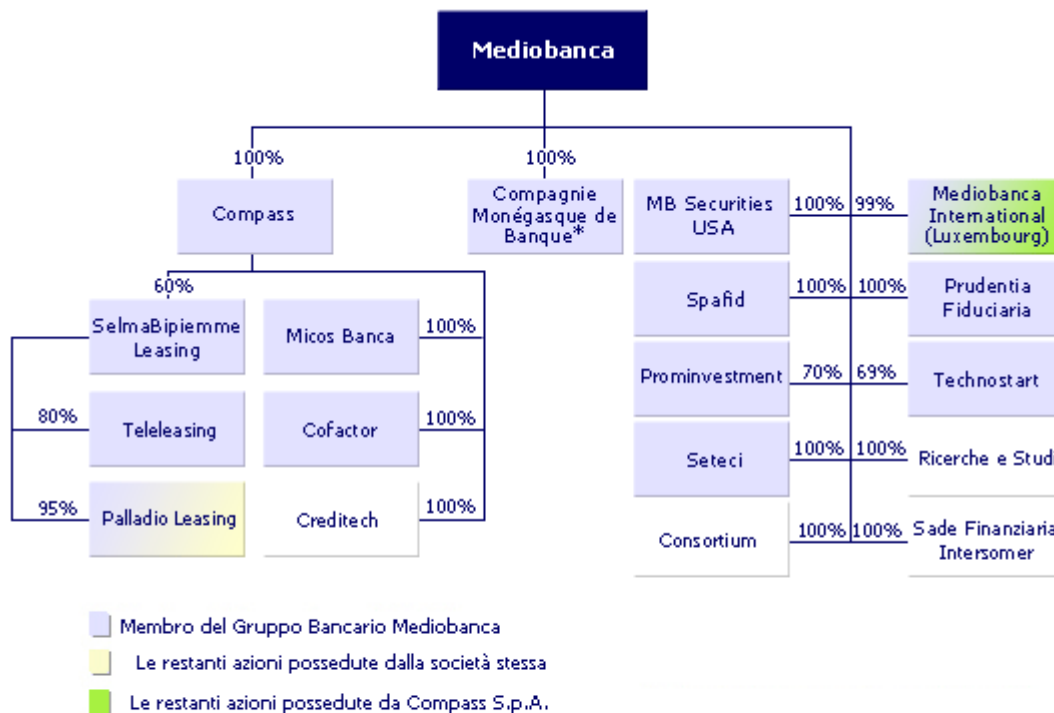 Mediobanca
100%
100%
Compass
Compagnie
Monégasque de
Banque*
MB Securities
USA
100%
99%
Mediobanca
International
(Luxembourg)
60%
SelmaBipiemme
Leasing
Micos Banca
100%
Spafid
100%
100%
Prudentia
Fiduciaria
80%
Teleleasing
Cofactor
100%
Prominvestment
70%
69%
Technostart
95%
Palladio Leasing
Creditech
100%
Seteci
100%
100%
Ricerche e Studi
Consortium
100%
100%
Sade Finanziaria
Intersomer
Membro del Gruppo Bancario Mediobanca
Le restanti azioni possedute dalla società stessa
Le restanti azioni possedute da Compass S.p.A.